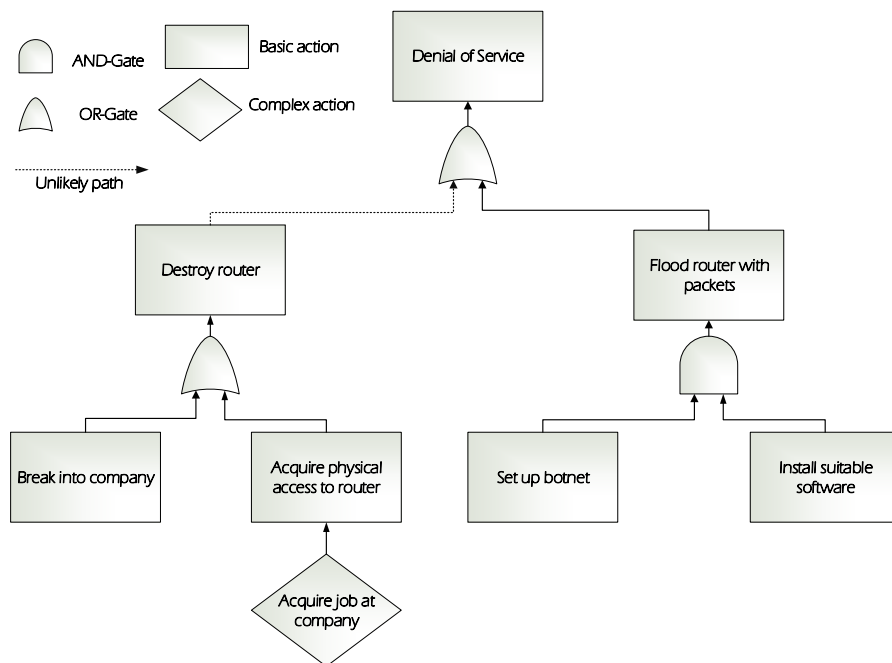 AND-Gate
Basic action
OR-Gate
Complex action
Unlikely path
Denial of Service
Destroy router
Flood router with
packets
Break into company
Acquire physical
access to router
Set up botnet
Install suitable
software
Acquire job at
company